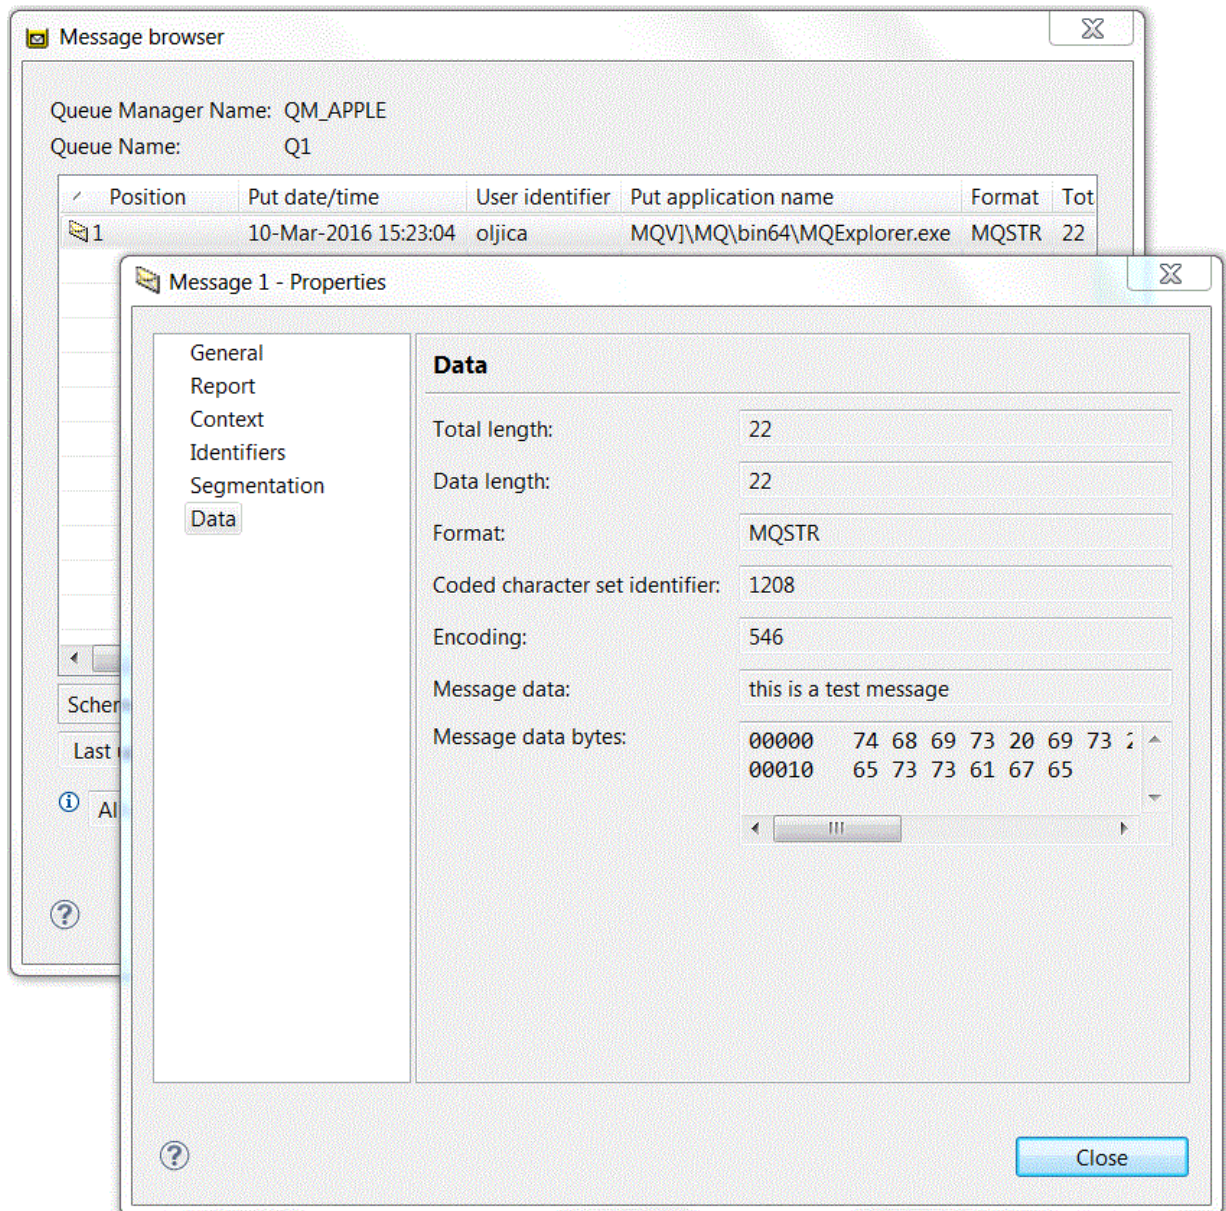 Message browser
Queue Manager Name: QM_APPLE
Queue Name: Q1
Position Put date/time User identifier Put application name Format Tot
1 10-Mar-2016 15:23:04 oljica MQV]\MQ\bin64\MQExplorer.exe MQSTR 22
Message 1 - Properties
General
Report
Context
Identifiers
Segmentation
Data
Data
Total length: 22
Data length: 22
Format: MQSTR
Coded character set identifier: 1208
Encoding: 546
Message data: this is a test message
Message data bytes: 00000 74 68 69 73 20 69 73
00010 65 73 73 61 67 65
Scher
Last
Al
Close